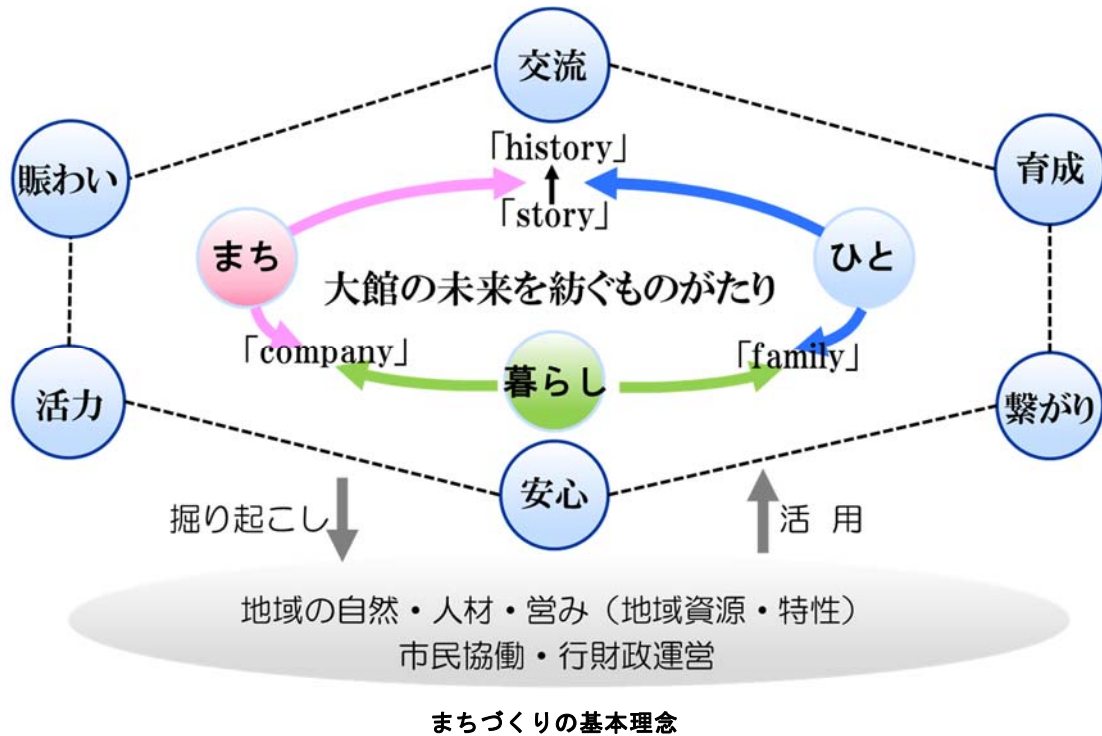 交流
賑わい
育成
「history」
「story」
まち
ひと
大館の未来を紡ぐものがたり
「company」
暮らし
「family」
活力
繋がり
安心
掘り起こし
活 用
地域の自然・人材・営み（地域資源・特性）
市民協働・行財政運営
まちづくりの基本理念